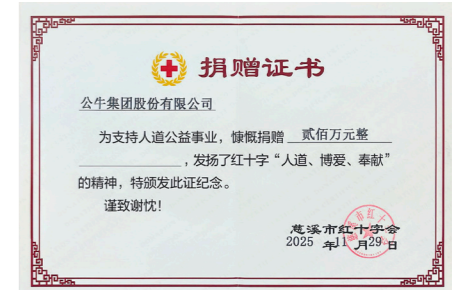 捐赠证书
公牛集团股份有限公司
为支持人道公益事业，慷慨捐赠 贰佰万元整
，发扬了红十字“人道、博爱、奉献”
的精神，特颁发此证纪念。
谨致谢忱！
慈溪市红十字会
2025 年11 月29 日